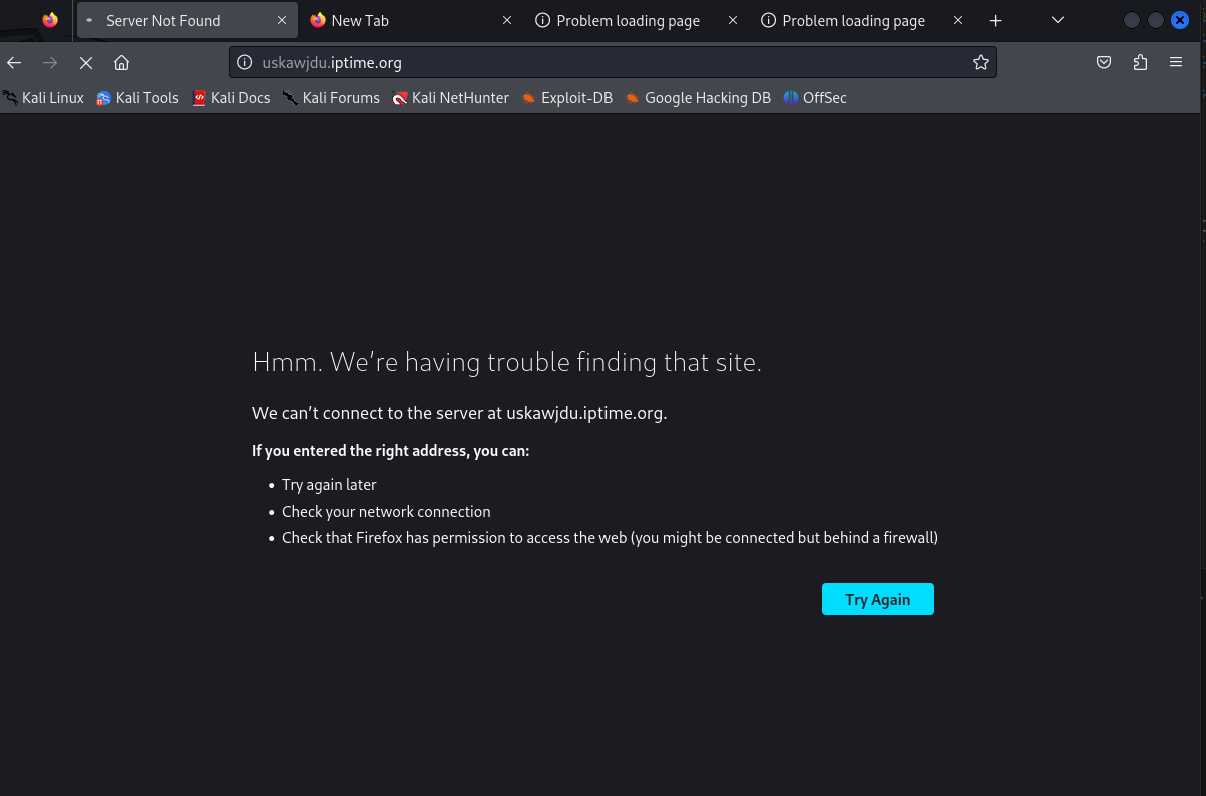 Server Not Found New Tab Problem loading page Problem loading page
uskawjdu.iptime.org
Kali Linux Kali Tools Kali Docs Kali Forums Kali NetHunter Exploit-DB Google Hacking DB OffSec
Hmm. We're having trouble finding that site.
We can't connect to the server at uskawjdu.iptime.org.
If you entered the right address, you can:
• Try again later
• Check your network connection
• Check that Firefox has permission to access the web (you might be connected but behind a firewall)
Try Again